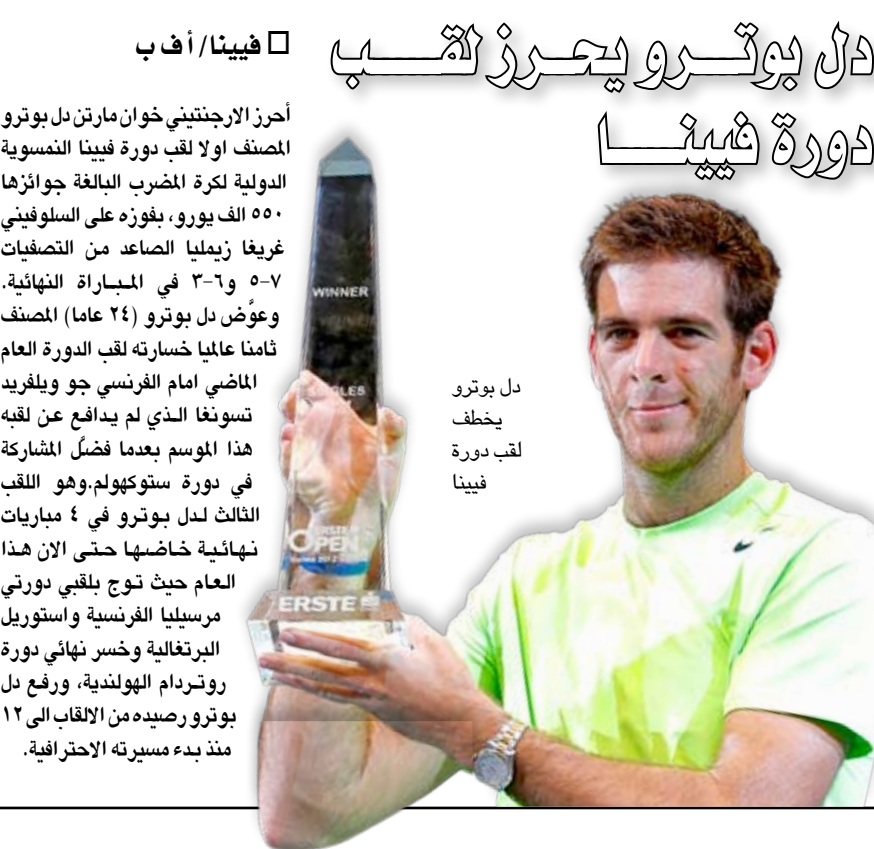 دل بوترو يحرز لقب
دورة فيينا
□ فيينا/ أ ف ب
أحرز الارجنتيني خوان مارتن دل بوترو
المصنف اولا لقب دورة فيينا النمسوية
الدولية لكرة المضرب البالغة جوائزها
٥٥٠ الف يورو، بفوزه على السلوفيني
غريغا زيمليا الصاعد من التصفيات
٧-٥ و٦-٣ في المباراة النهائية.
وعوَّض دل بوترو (٢٤ عاما) المصنف
ثامنا عالميا خسارته لقب الدورة العام
الماضي امام الفرنسي جو ويلفريد
تسونغا الذي لم يدافع عن لقبه
هذا الموسم بعدما فضَّل المشاركة
في دورة ستوكهولم.وهو اللقب
الثالث لدل بوترو في ٤ مباريات
نهائية خاضها حتى الان هذا
العام حيث توج بلقبي دورتي
مرسيليا الفرنسية واستوريل
البرتغالية وخسر نهائي دورة
روتردام الهولندية، ورفع دل
بوترو رصيده من الالقاب الى ١٢
منذ بدء مسيرته الاحترافية.
دل بوترو
يخطف
لقب دورة
فيينا
WINNER
ERSTE
OPEN
ERSTE